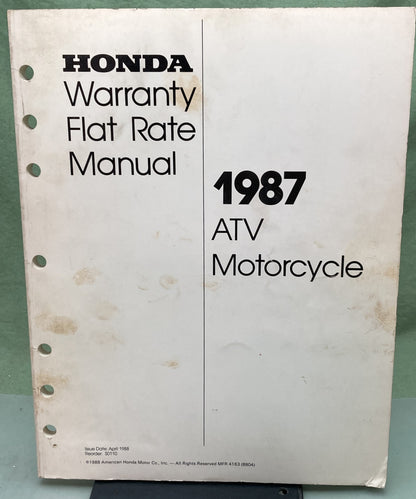 HONDA
Warranty
Flat Rate
Manual
1987
ATV
Motorcycle
Issue Date: April 1988
Reorder: S0110
©1988 American Honda Motor Co., Inc. — All Rights Reserved MFR 4163 (8804)